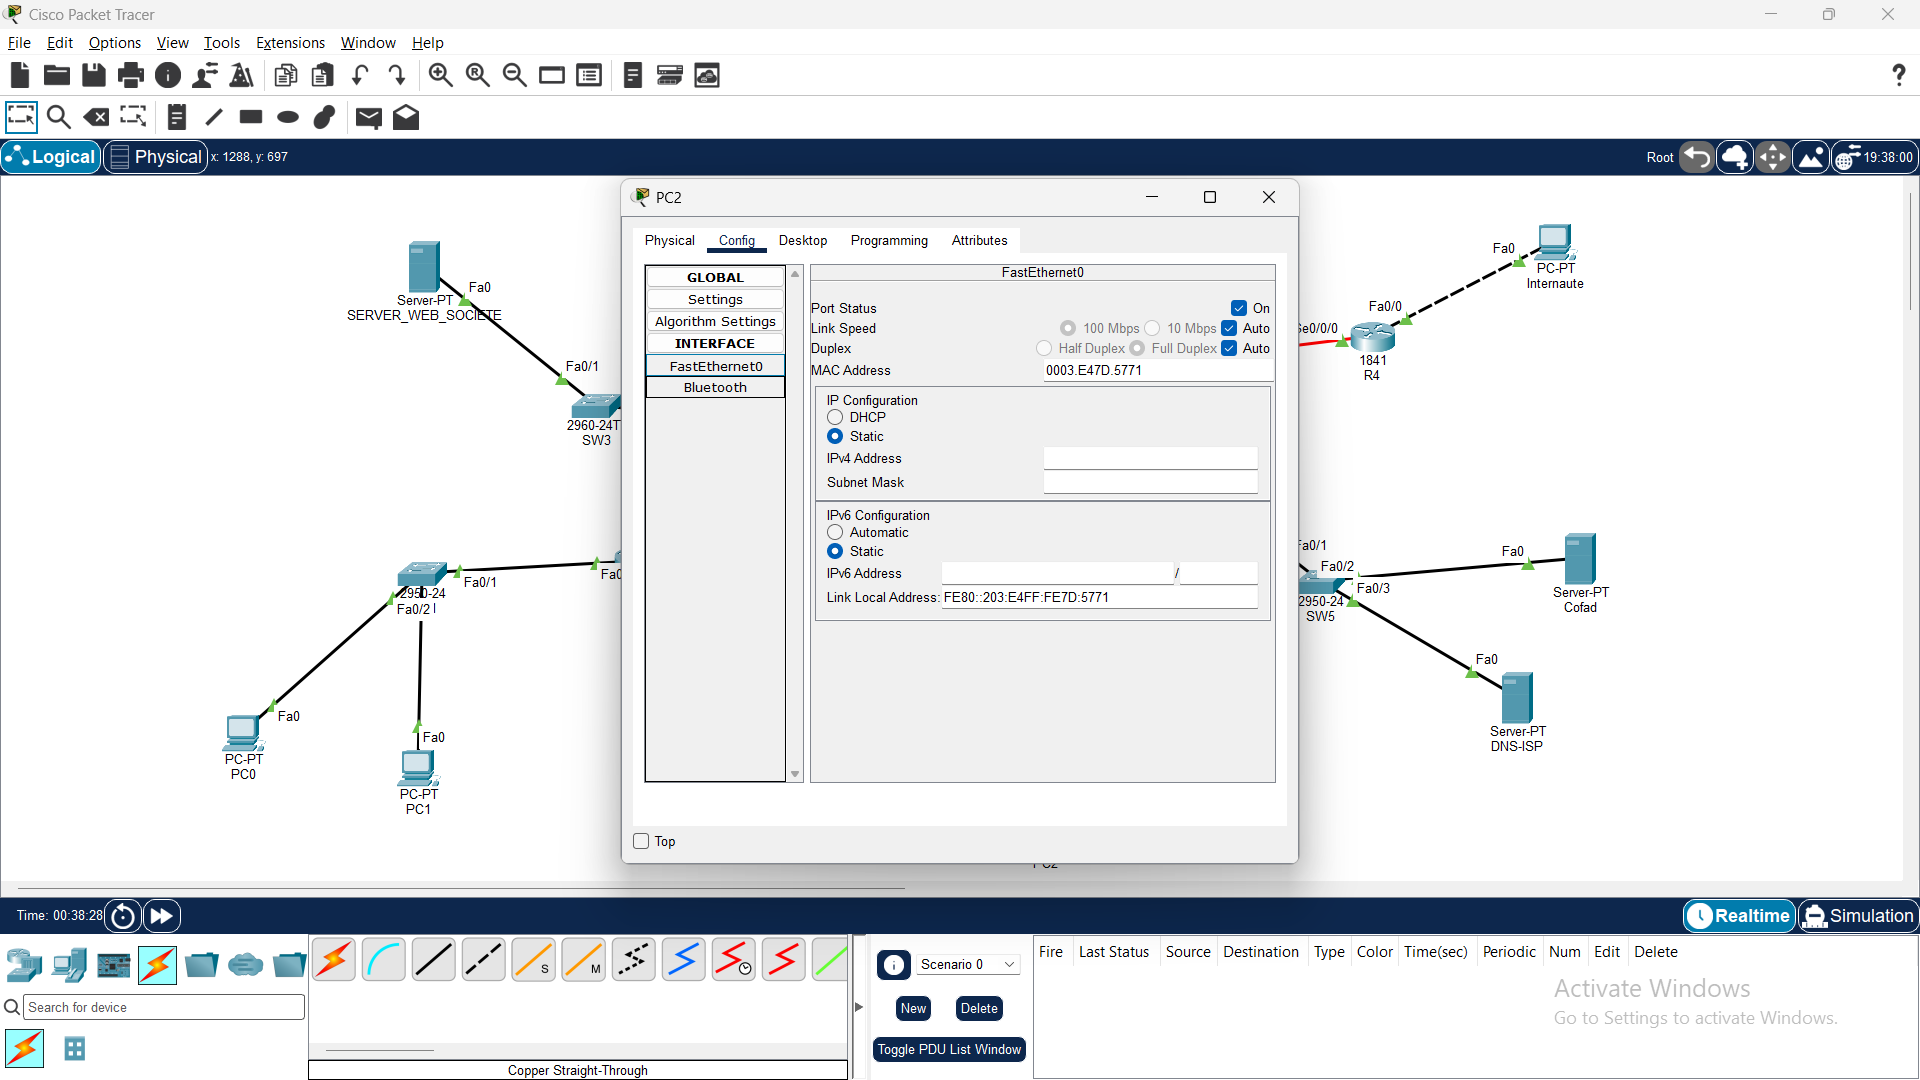 Cisco Packet Tracer
File Edit Options View Tools Extensions Window Help
Logical Physical x: 1288, y: 697 Root 19:38:00
PC2
Physical Config Desktop Programming Attributes
GLOBAL
Settings
Algorithm Settings
INTERFACE
FastEthernet0
Bluetooth
FastEthernet0
Port Status On
Link Speed 100 Mbps 10 Mbps Auto
Duplex Half Duplex Full Duplex Auto
MAC Address 0003.E47D.5771
IP Configuration
DHCP
Static
IPv4 Address
Subnet Mask
IPv6 Configuration
Automatic
Static
IPv6 Address /
Link Local Address: FE80::203:E4FF:FE7D:5771
Top
Fa0
Server-PT
SERVER_WEB_SOCIETE
Fa0/1
2960-24T
SW3
2950-24
Fa0/1
Fa0/2
Fa0
PC-PT
PC0
Fa0
PC-PT
PC1
Fa0
PC-PT
Internaute
Fa0/0
Se0/0/0
1841
R4
Fa0/1
Fa0/2
Fa0/3
2950-24
SW5
Fa0
Server-PT
Cofad
Fa0
Server-PT
DNS-ISP
PC2
Time: 00:38:28 Realtime Simulation
Search for device
S
M
Copper Straight-Through
Scenario 0
New Delete
Toggle PDU List Window
Fire Last Status Source Destination Type Color Time(sec) Periodic Num Edit Delete
Activate Windows
Go to Settings to activate Windows.